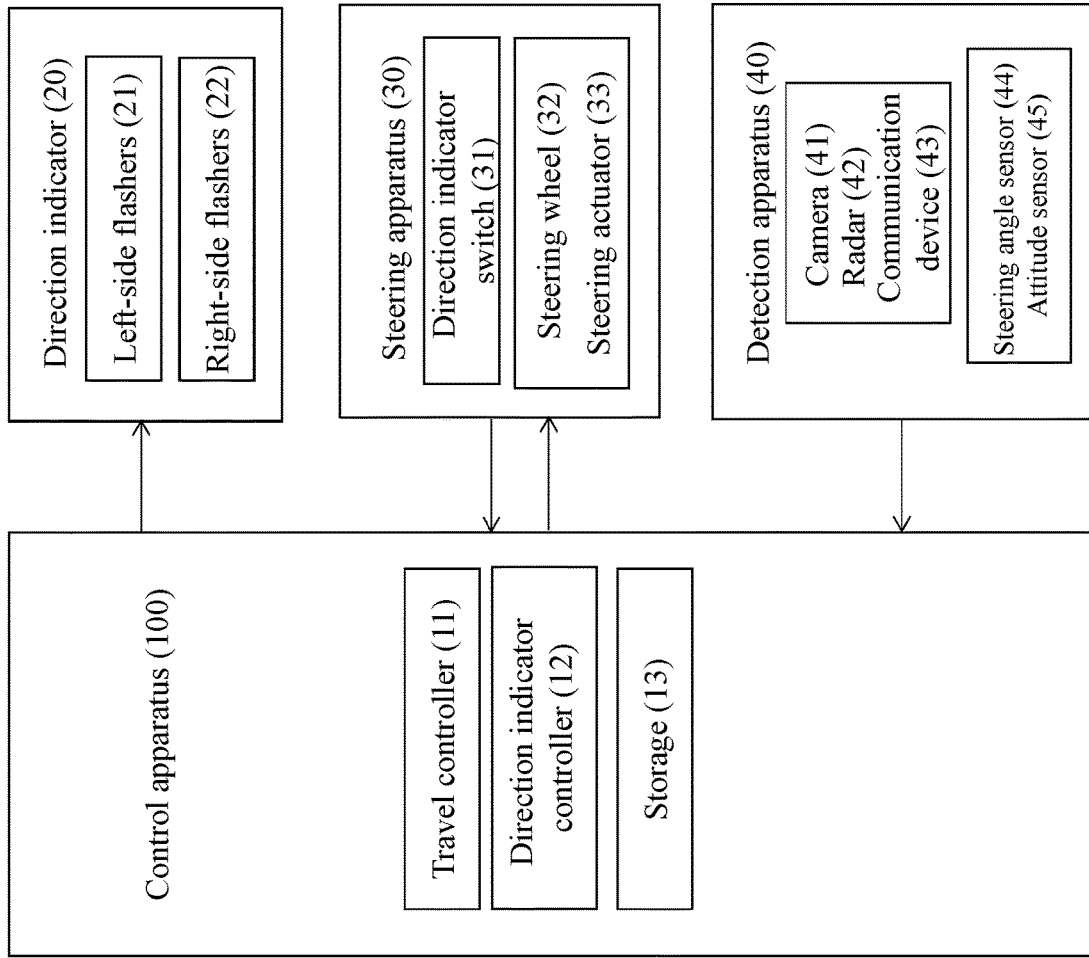 Control apparatus (100)
Travel controller (11)
Direction indicator
controller (12)
Storage (13)
Direction indicator (20)
Left-side flashers (21)
Right-side flashers (22)
Steering apparatus (30)
Direction indicator
switch (31)
Steering wheel (32)
Steering actuator (33)
Detection apparatus (40)
Camera (41)
Radar (42)
Communication
device (43)
Steering angle sensor (44)
Attitude sensor (45)